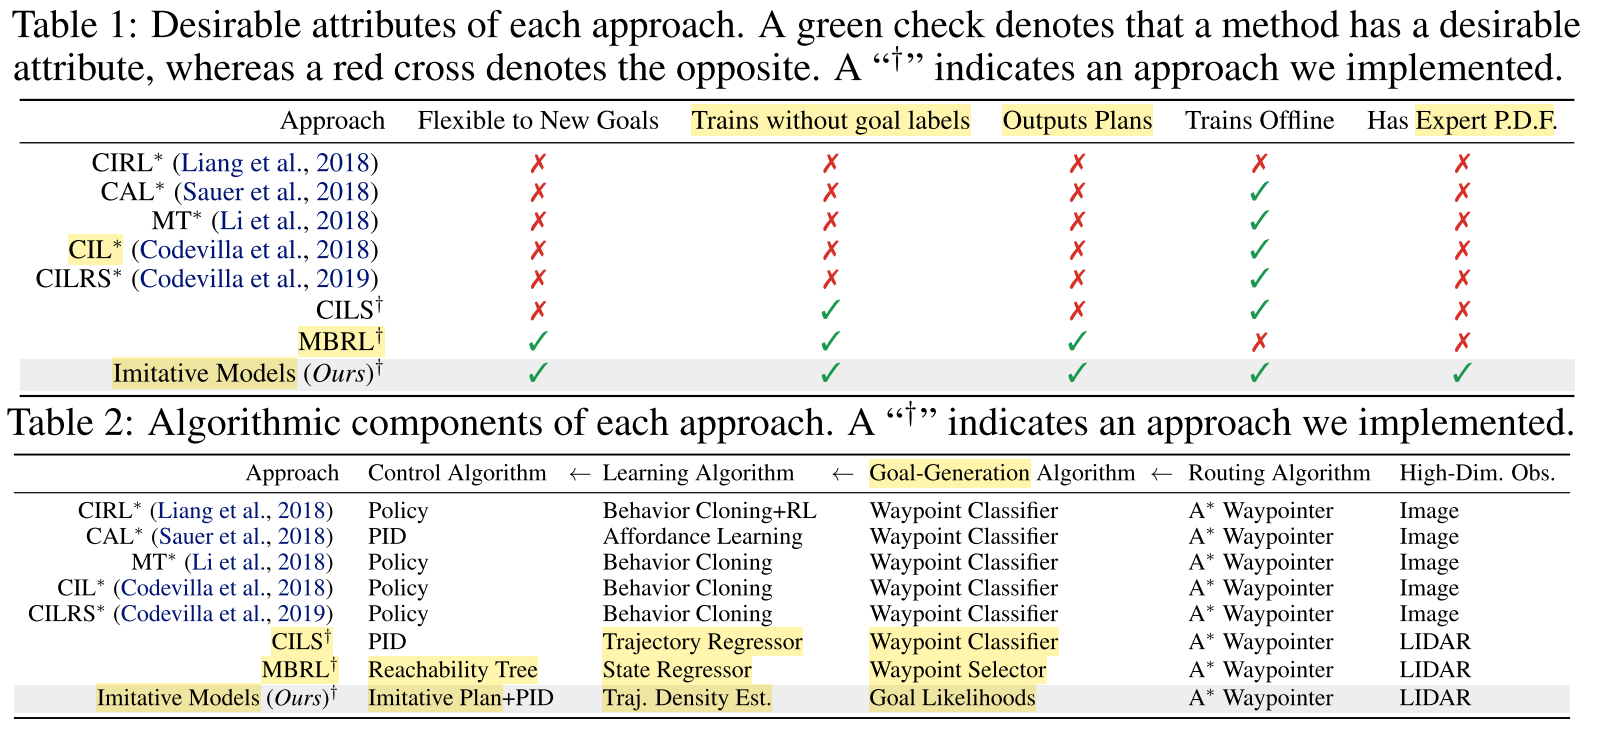 Table 1: Desirable attributes of each approach. A green check denotes that a method has a desirable
attribute, whereas a red cross denotes the opposite. A “†” indicates an approach we implemented.
Approach Flexible to New Goals Trains without goal labels Outputs Plans Trains Offline Has Expert P.D.F.
CIRL* (Liang et al., 2018) ✗ ✗ ✗ ✗ ✗
CAL* (Sauer et al., 2018) ✗ ✗ ✗ ✓ ✗
MT* (Li et al., 2018) ✗ ✗ ✗ ✓ ✗
CIL* (Codevilla et al., 2018) ✗ ✗ ✗ ✓ ✗
CILRS* (Codevilla et al., 2019) ✗ ✗ ✗ ✓ ✗
CILS† ✗ ✓ ✗ ✓ ✗
MBRL† ✓ ✓ ✓ ✗ ✗
Imitative Models (Ours)† ✓ ✓ ✓ ✓ ✓
Table 2: Algorithmic components of each approach. A “†” indicates an approach we implemented.
Approach Control Algorithm ← Learning Algorithm ← Goal-Generation Algorithm ← Routing Algorithm High-Dim. Obs.
CIRL* (Liang et al., 2018) Policy Behavior Cloning+RL Waypoint Classifier A* Waypointer Image
CAL* (Sauer et al., 2018) PID Affordance Learning Waypoint Classifier A* Waypointer Image
MT* (Li et al., 2018) Policy Behavior Cloning Waypoint Classifier A* Waypointer Image
CIL* (Codevilla et al., 2018) Policy Behavior Cloning Waypoint Classifier A* Waypointer Image
CILRS* (Codevilla et al., 2019) Policy Behavior Cloning Waypoint Classifier A* Waypointer Image
CILS† PID Trajectory Regressor Waypoint Classifier A* Waypointer LIDAR
MBRL† Reachability Tree State Regressor Waypoint Selector A* Waypointer LIDAR
Imitative Models (Ours)† Imitative Plan+PID Traj. Density Est. Goal Likelihoods A* Waypointer LIDAR